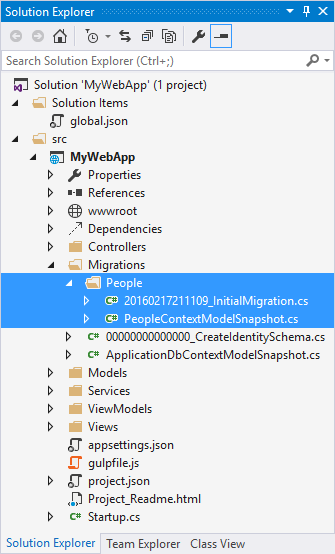 Solution Explorer
Search Solution Explorer (Ctrl+;)
Solution 'MyWebApp' (1 project)
Solution Items
global.json
src
MyWebApp
Properties
References
wwwroot
Dependencies
Controllers
Migrations
People
20160217211109_InitialMigration.cs
PeopleContextModelSnapshot.cs
00000000000000_CreateIdentitySchema.cs
ApplicationDbContextModelSnapshot.cs
Models
Services
ViewModels
Views
appsettings.json
gulpfile.js
project.json
Project_Readme.html
Startup.cs
Solution Explorer Team Explorer Class View